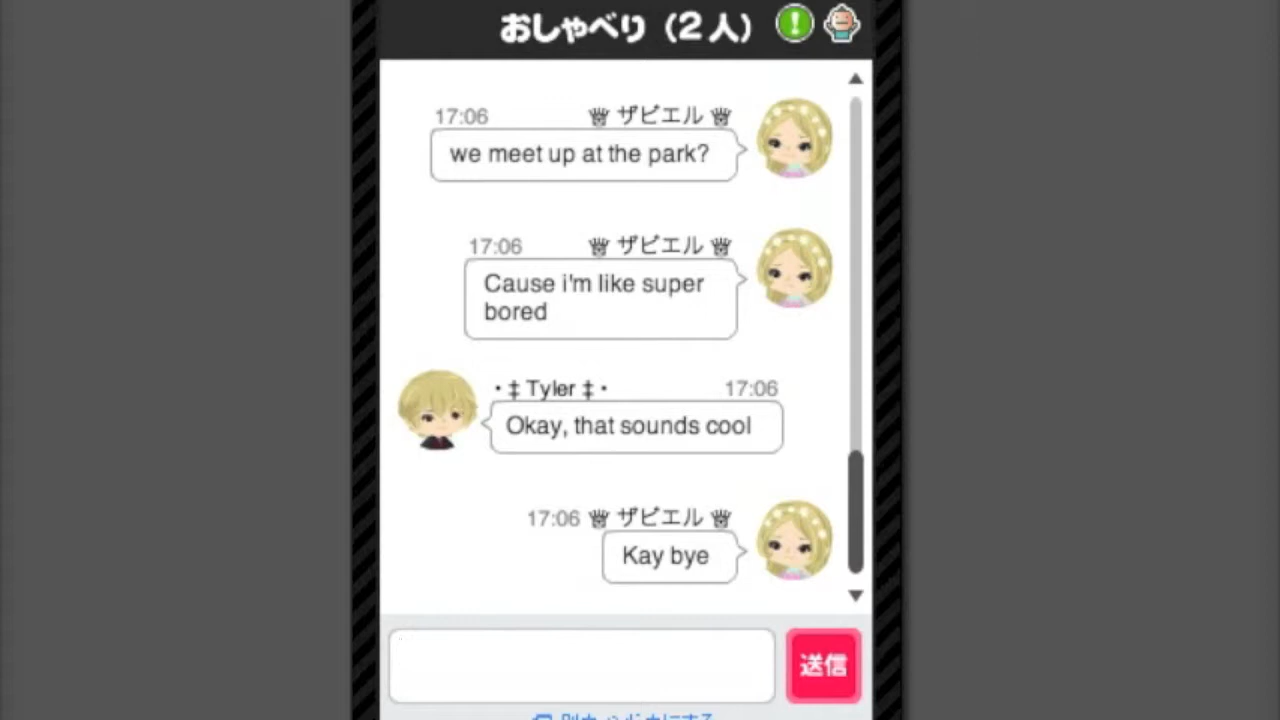 おしゃべり（2人）
17:06 ♕ ザビエル ♕
we meet up at the park?
17:06 ♕ ザビエル ♕
Cause i'm like super
bored
・‡ Tyler ‡・ 17:06
Okay, that sounds cool
17:06 ♕ ザビエル ♕
Kay bye
送信